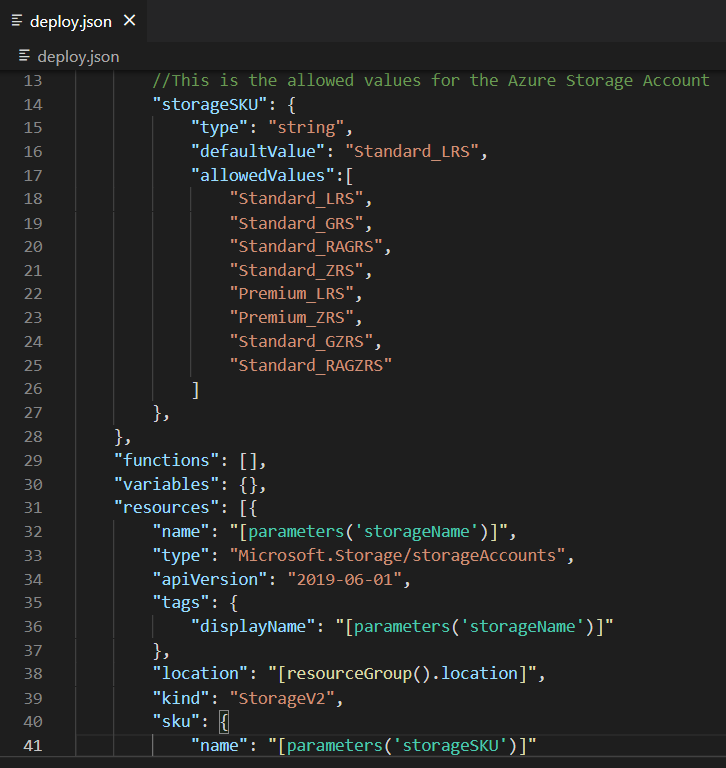 deploy.json
deploy.json
13 //This is the allowed values for the Azure Storage Account
14 "storageSKU": {
15 "type": "string",
16 "defaultValue": "Standard_LRS",
17 "allowedValues":[
18 "Standard_LRS",
19 "Standard_GRS",
20 "Standard_RAGRS",
21 "Standard_ZRS",
22 "Premium_LRS",
23 "Premium_ZRS",
24 "Standard_GZRS",
25 "Standard_RAGZRS"
26 ]
27 },
28 },
29 "functions": [],
30 "variables": {},
31 "resources": [{
32 "name": "[parameters('storageName')]",
33 "type": "Microsoft.Storage/storageAccounts",
34 "apiVersion": "2019-06-01",
35 "tags": {
36 "displayName": "[parameters('storageName')]"
37 },
38 "location": "[resourceGroup().location]",
39 "kind": "StorageV2",
40 "sku": {
41 "name": "[parameters('storageSKU')]"